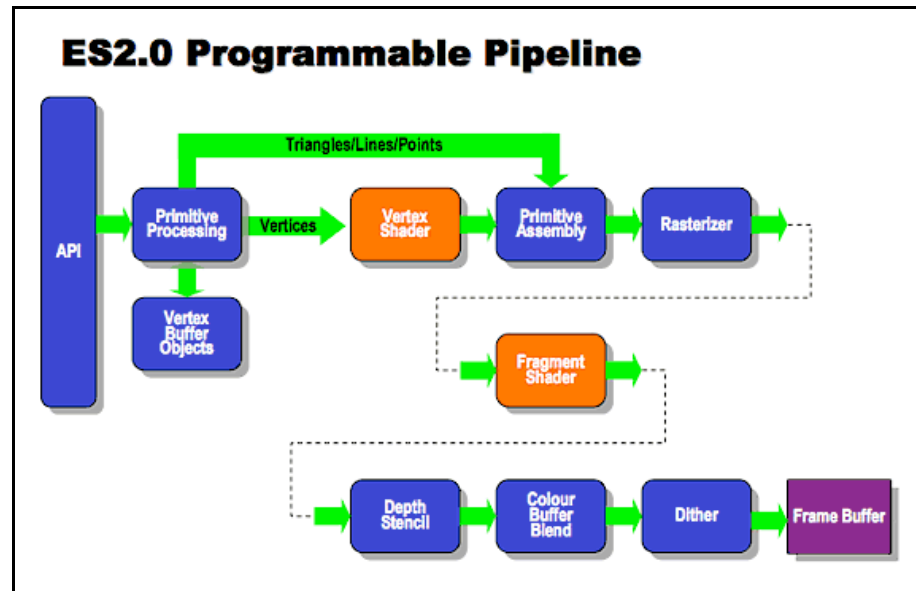 ES2.0 Programmable Pipeline
Triangles/Lines/Points
API
Primitive
Processing
Vertices
Vertex
Shader
Primitive
Assembly
Rasterizer
Vertex
Buffer
Objects
Fragment
Shader
Depth
Stencil
Colour
Buffer
Blend
Dither
Frame Buffer